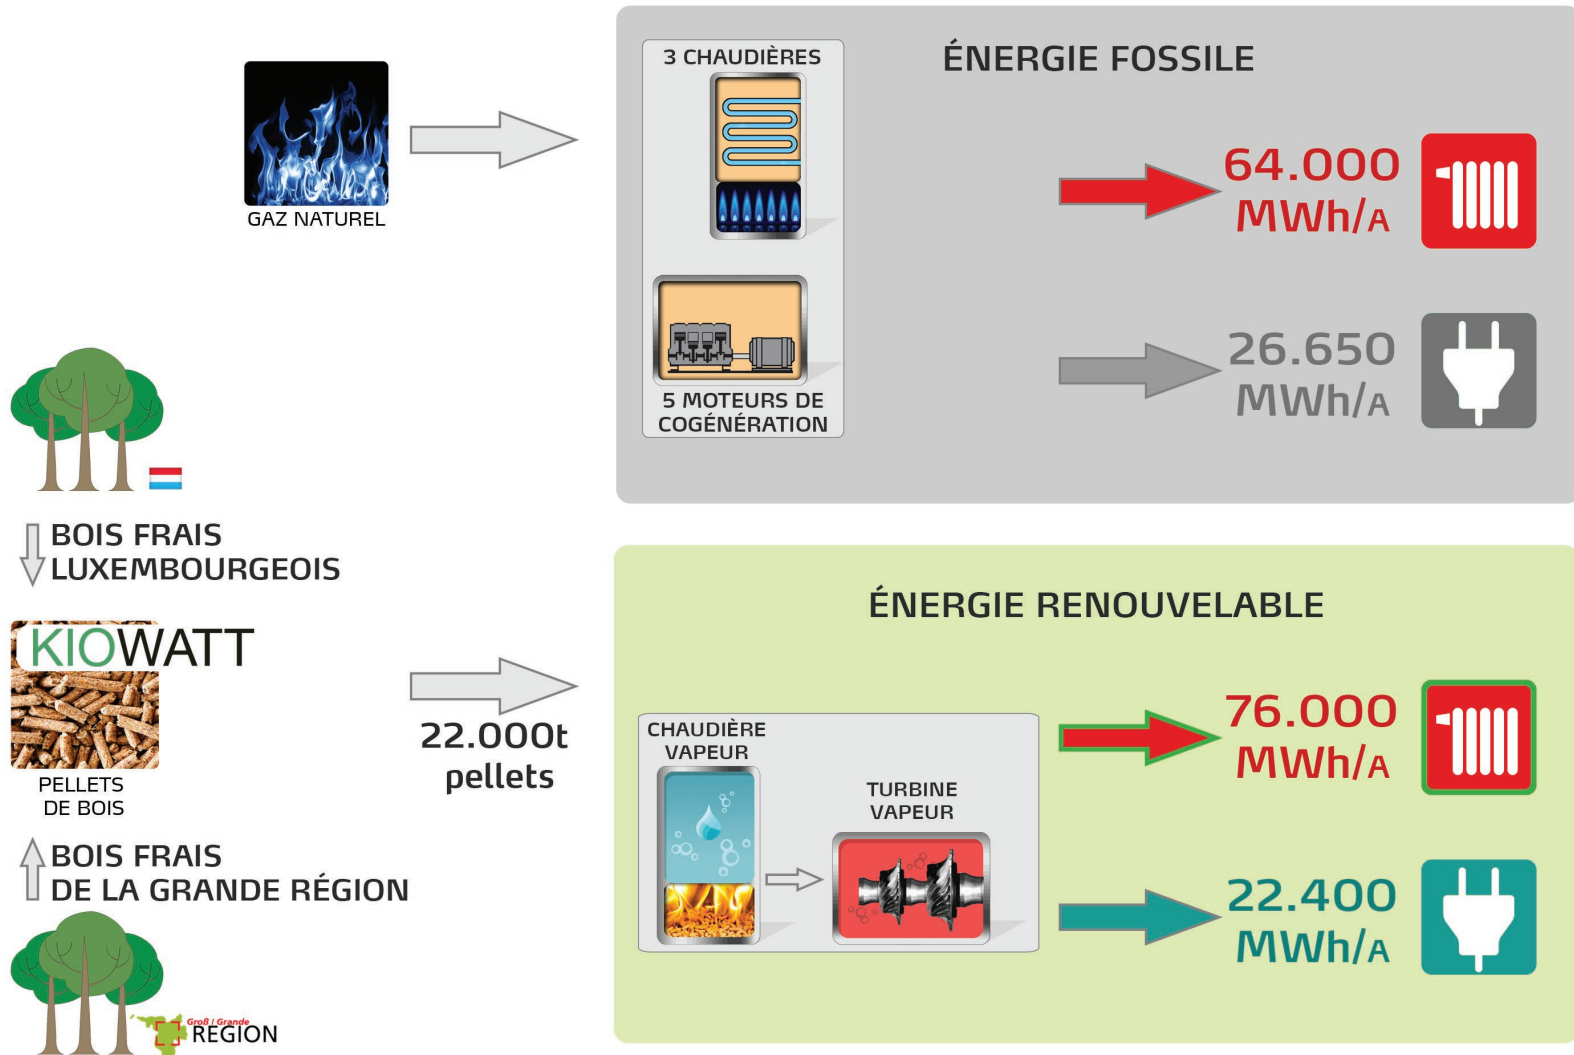 GAZ NATUREL
3 CHAUDIÈRES
5 MOTEURS DE
COGÉNÉRATION
ÉNERGIE FOSSILE
64.000
MWh/A
26.650
MWh/A
BOIS FRAIS
LUXEMBOURGEOIS
KIOWATT
PELLETS
DE BOIS
BOIS FRAIS
DE LA GRANDE RÉGION
Groß | Grande
REGION
22.000t
pellets
ÉNERGIE RENOUVELABLE
CHAUDIÈRE
VAPEUR
TURBINE
VAPEUR
76.000
MWh/A
22.400
MWh/A